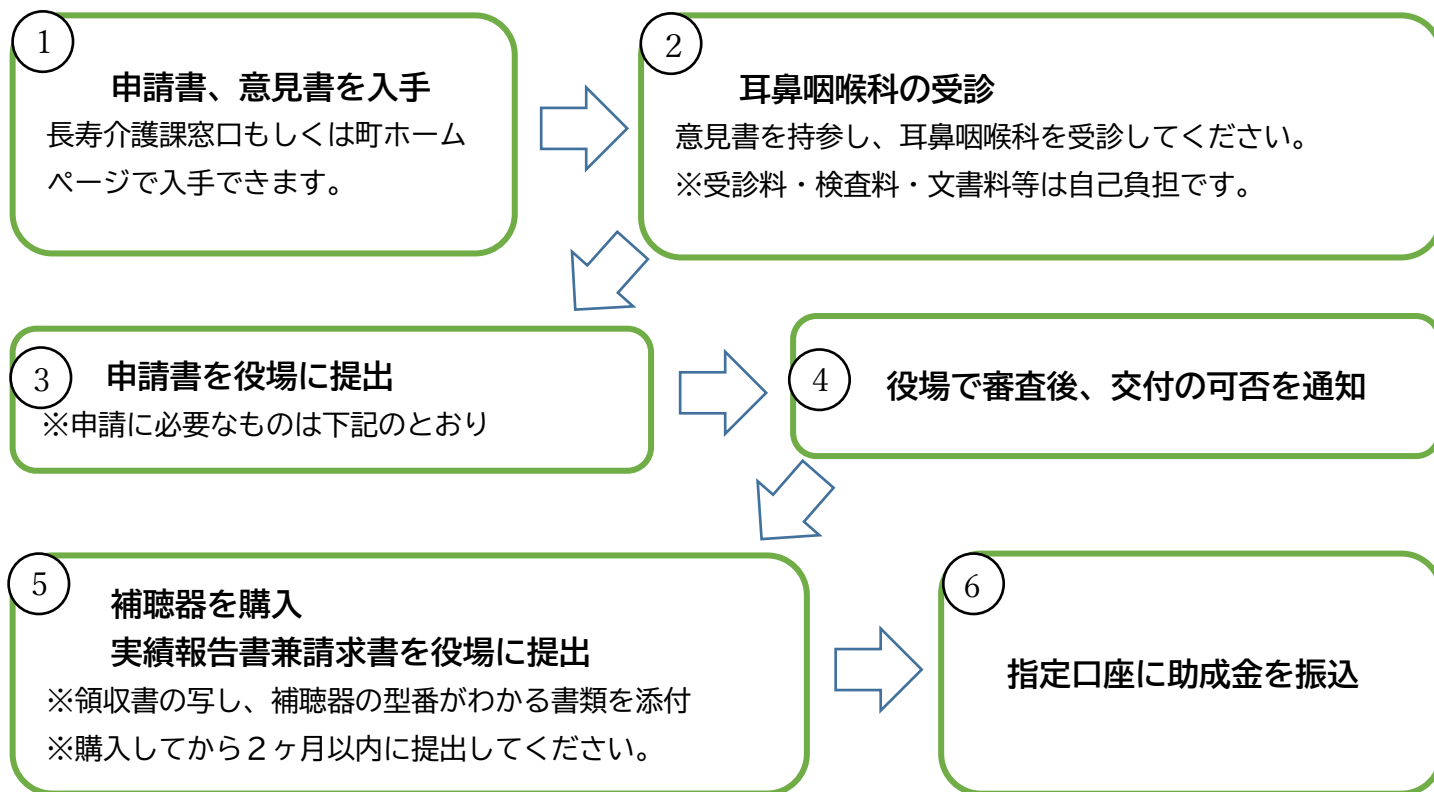 1
申請書、意見書を入手
長寿介護課窓口もしくは町ホーム
ページで入手できます。
2
耳鼻咽喉科の受診
意見書を持参し、耳鼻咽喉科を受診してください。
※受診料・検査料・文書料等は自己負担です。
3
申請書を役場に提出
※申請に必要なものは下記のとおり
4
役場で審査後、交付の可否を通知
5
補聴器を購入
実績報告書兼請求書を役場に提出
※領収書の写し、補聴器の型番がわかる書類を添付
※購入してから２ヶ月以内に提出してください。
6
指定口座に助成金を振込